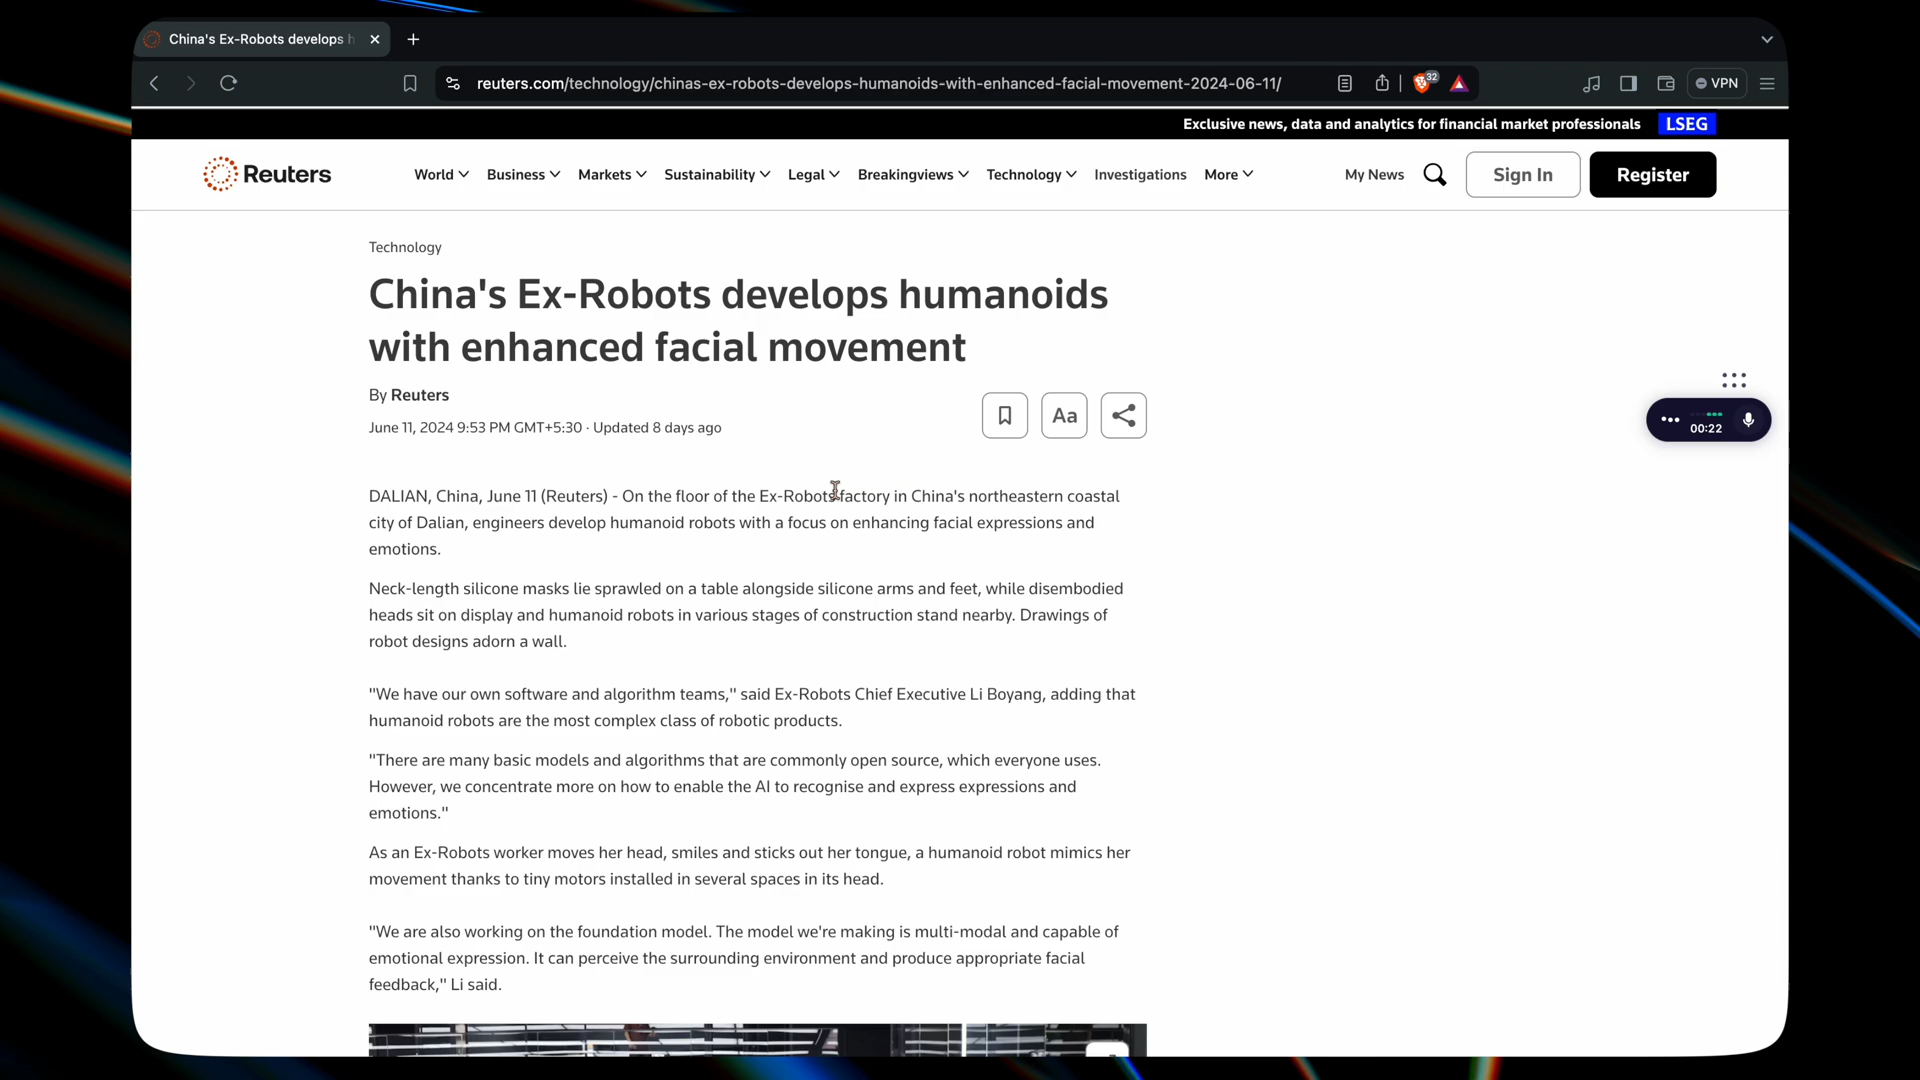 China's Ex-Robots develops h
reuters.com/technology/chinas-ex-robots-develops-humanoids-with-enhanced-facial-movement-2024-06-11/
32
VPN
Exclusive news, data and analytics for financial market professionals LSEG
Reuters
World Business Markets Sustainability Legal Breakingviews Technology Investigations More
My News Sign In Register
Technology
China's Ex-Robots develops humanoids
with enhanced facial movement
By Reuters
June 11, 2024 9:53 PM GMT+5:30 · Updated 8 days ago
Aa
00:22
DALIAN, China, June 11 (Reuters) - On the floor of the Ex-Robots factory in China's northeastern coastal
city of Dalian, engineers develop humanoid robots with a focus on enhancing facial expressions and
emotions.
Neck-length silicone masks lie sprawled on a table alongside silicone arms and feet, while disembodied
heads sit on display and humanoid robots in various stages of construction stand nearby. Drawings of
robot designs adorn a wall.
"We have our own software and algorithm teams," said Ex-Robots Chief Executive Li Boyang, adding that
humanoid robots are the most complex class of robotic products.
"There are many basic models and algorithms that are commonly open source, which everyone uses.
However, we concentrate more on how to enable the AI to recognise and express expressions and
emotions."
As an Ex-Robots worker moves her head, smiles and sticks out her tongue, a humanoid robot mimics her
movement thanks to tiny motors installed in several spaces in its head.
"We are also working on the foundation model. The model we're making is multi-modal and capable of
emotional expression. It can perceive the surrounding environment and produce appropriate facial
feedback," Li said.